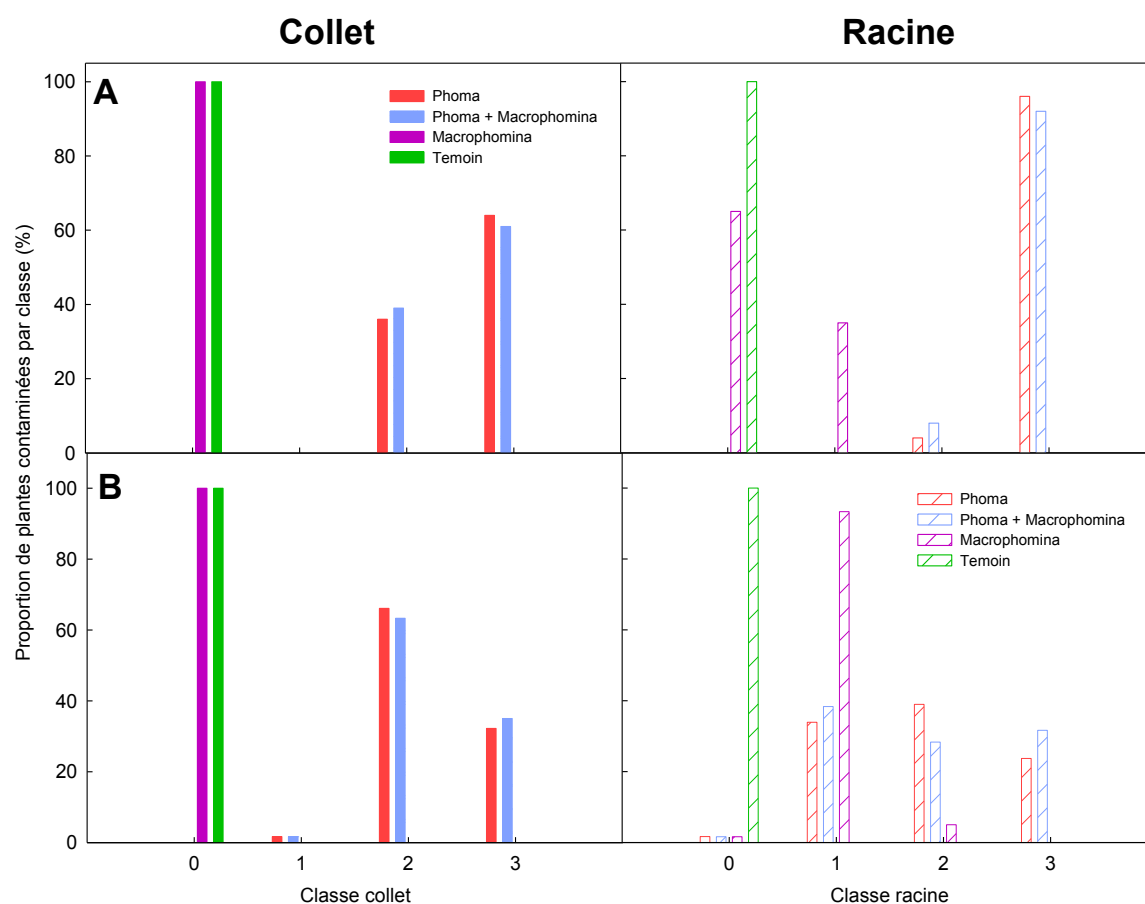 Collet
Racine
Proportion de plantes contaminées par classe (%)
A
100
80
60
40
20
0
Phoma
Phoma + Macrophomina
Macrophomina
Temoin
B
100
80
60
40
20
0
Phoma
Phoma + Macrophomina
Macrophomina
Temoin
0 1 2 3
0 1 2 3
Classe collet
Classe racine